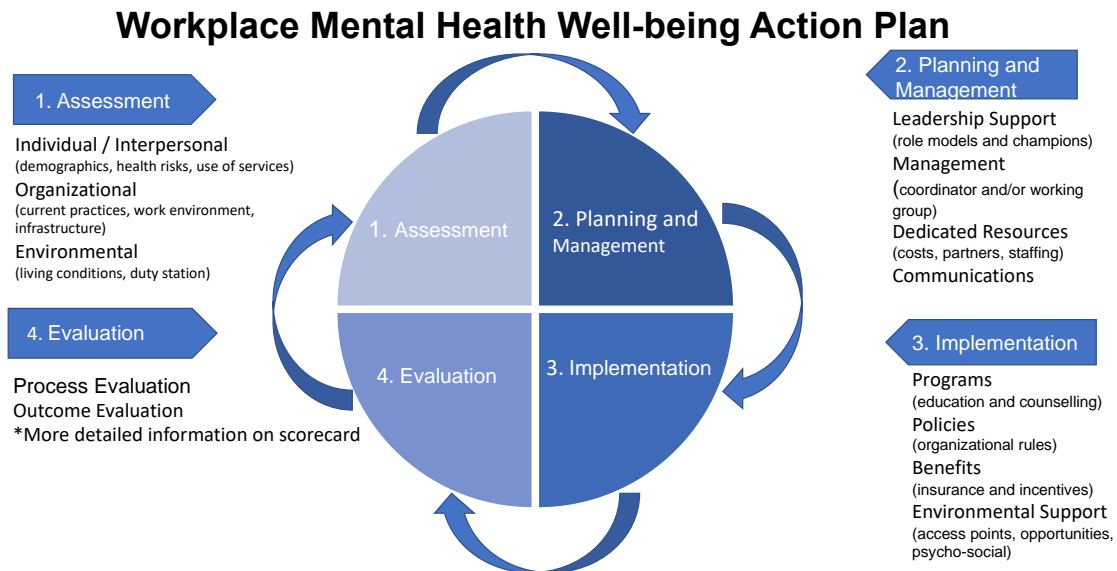 Workplace Mental Health Well-being Action Plan
1. Assessment
Individual / Interpersonal
(demographics, health risks, use of services)
Organizational
(current practices, work environment,
infrastructure)
Environmental
(living conditions, duty station)
4. Evaluation
Process Evaluation
Outcome Evaluation
*More detailed information on scorecard
1. Assessment
2. Planning and
Management
4. Evaluation
3. Implementation
2. Planning and
Management
Leadership Support
(role models and champions)
Management
(coordinator and/or working
group)
Dedicated Resources
(costs, partners, staffing)
Communications
3. Implementation
Programs
(education and counselling)
Policies
(organizational rules)
Benefits
(insurance and incentives)
Environmental Support
(access points, opportunities,
psycho-social)